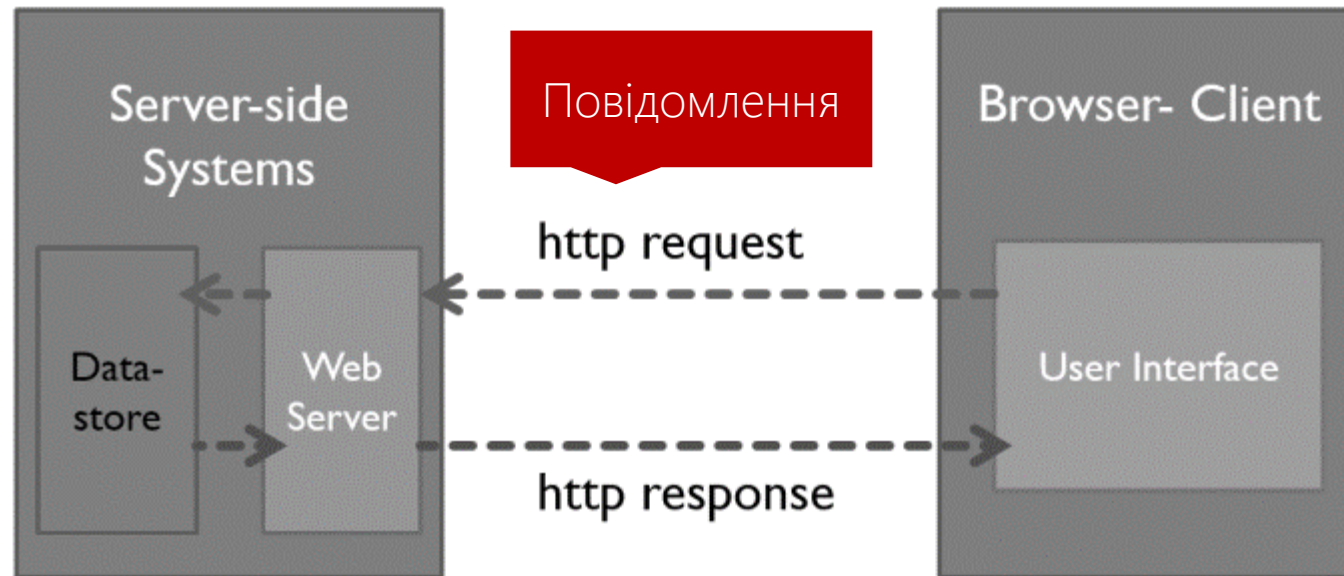 Server-side
Systems
Повідомлення
Browser- Client
http request
Data-
store
Web
Server
User Interface
http response